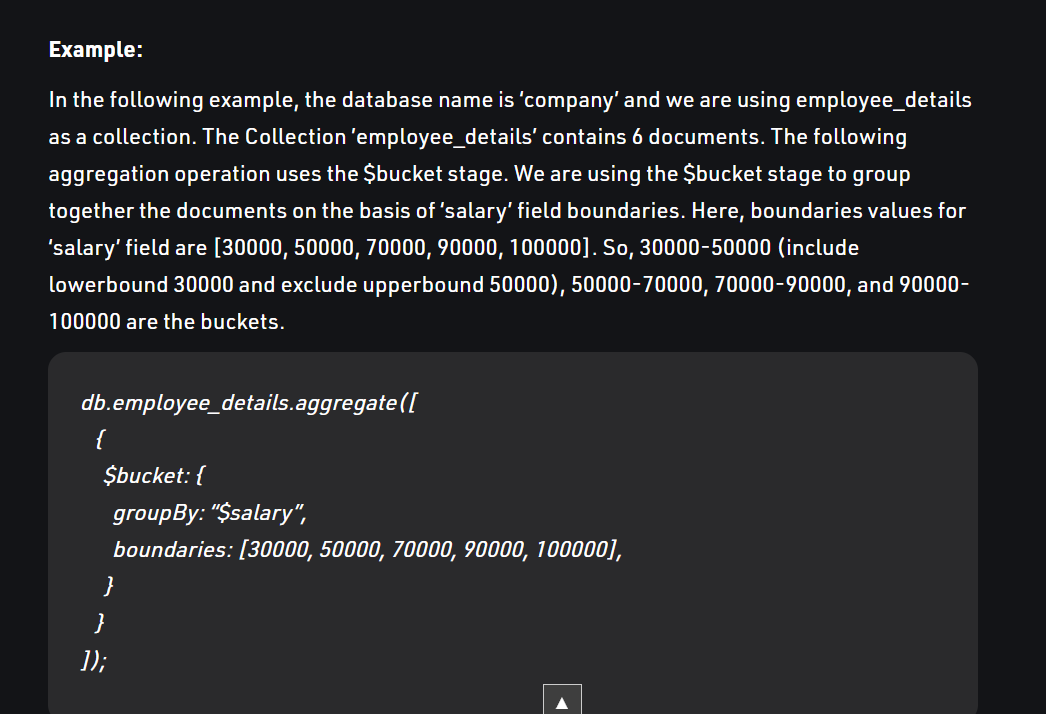 Example:
In the following example, the database name is ‘company’ and we are using employee_details
as a collection. The Collection ’employee_details’ contains 6 documents. The following
aggregation operation uses the $bucket stage. We are using the $bucket stage to group
together the documents on the basis of ‘salary’ field boundaries. Here, boundaries values for
‘salary’ field are [30000, 50000, 70000, 90000, 100000]. So, 30000-50000 (include
lowerbound 30000 and exclude upperbound 50000), 50000-70000, 70000-90000, and 90000-
100000 are the buckets.
db.employee_details.aggregate([
{
$bucket: {
groupBy: “$salary”,
boundaries: [30000, 50000, 70000, 90000, 100000],
}
}
]);
▲